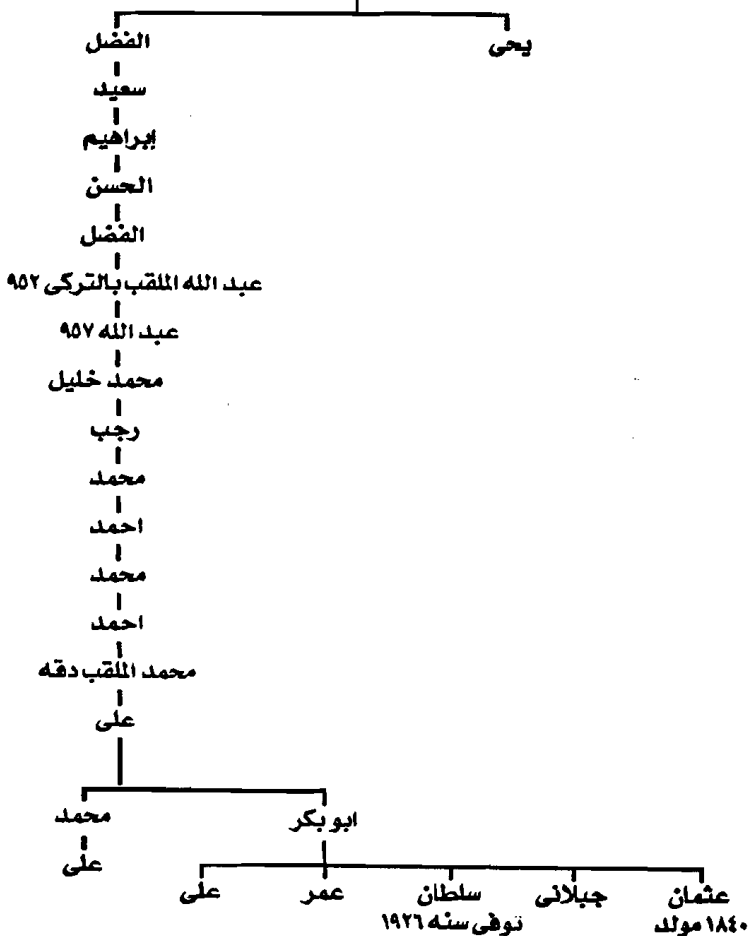 يحى
الفضل
سعيد
إبراهيم
الحسن
الفضل
عبد الله الملقب بالتركى ٩٥٢
عبد الله ٩٥٧
محمد خليل
رجب
محمد
احمد
محمد
احمد
محمد الملقب دقه
على
ابو بكر
محمد
على
عثمان
١٨٤٠ مولد
جيلانى
سلطان
توفى سنه ١٩٢٦
عمر
على